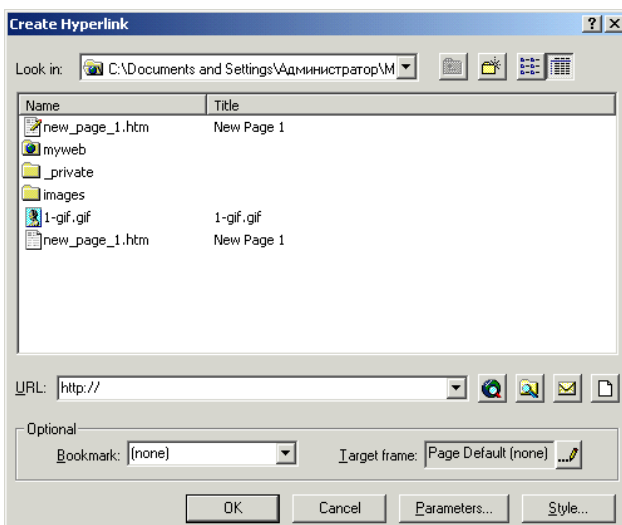 Create Hyperlink
Look in: C:\Documents and Settings\Администратор\M
Name Title
new_page_1.htm New Page 1
myweb
_private
images
1-gif.gif 1-gif.gif
new_page_1.htm New Page 1
URL: http://
Optional
Bookmark: (none) Target frame: Page Default (none)
OK Cancel Parameters... Style...